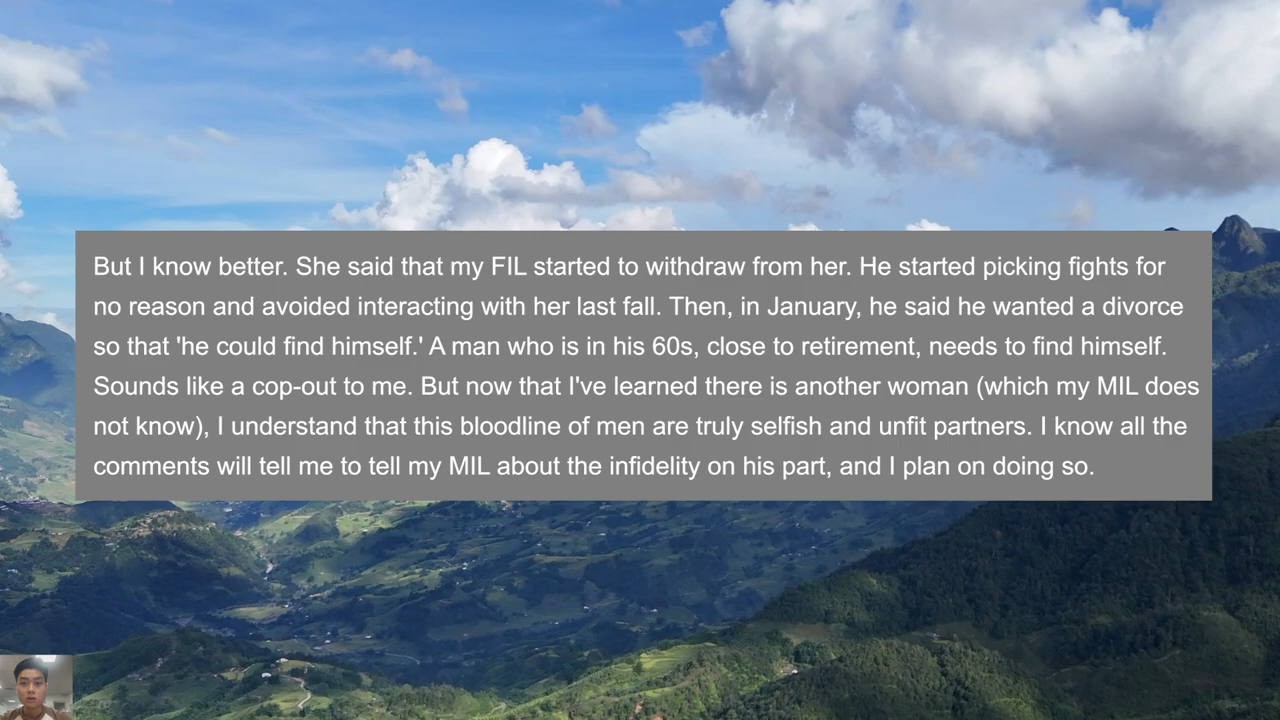 But I know better. She said that my FIL started to withdraw from her. He started picking fights for
no reason and avoided interacting with her last fall. Then, in January, he said he wanted a divorce
so that 'he could find himself.' A man who is in his 60s, close to retirement, needs to find himself.
Sounds like a cop-out to me. But now that I've learned there is another woman (which my MIL does
not know), I understand that this bloodline of men are truly selfish and unfit partners. I know all the
comments will tell me to tell my MIL about the infidelity on his part, and I plan on doing so.